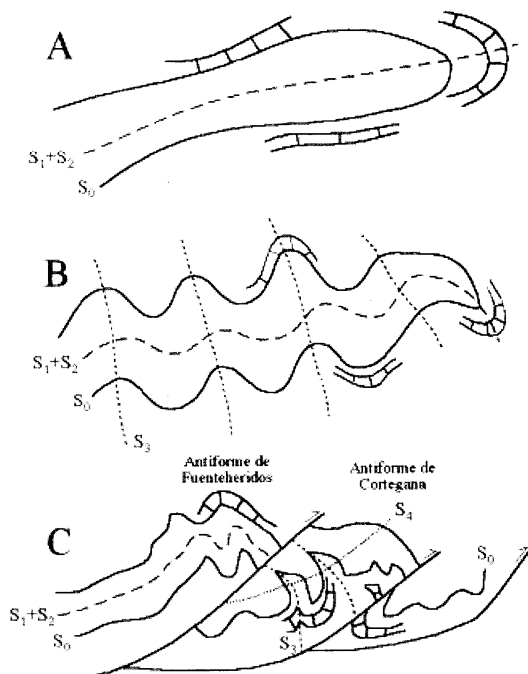 A
S₁+S₂
S₀
B
S₁+S₂
S₀
S₃
Antiforme de
Fuenteheridos
Antiforme de
Cortegana
C
S₄
S₀
S₁+S₂
S₀
S₃